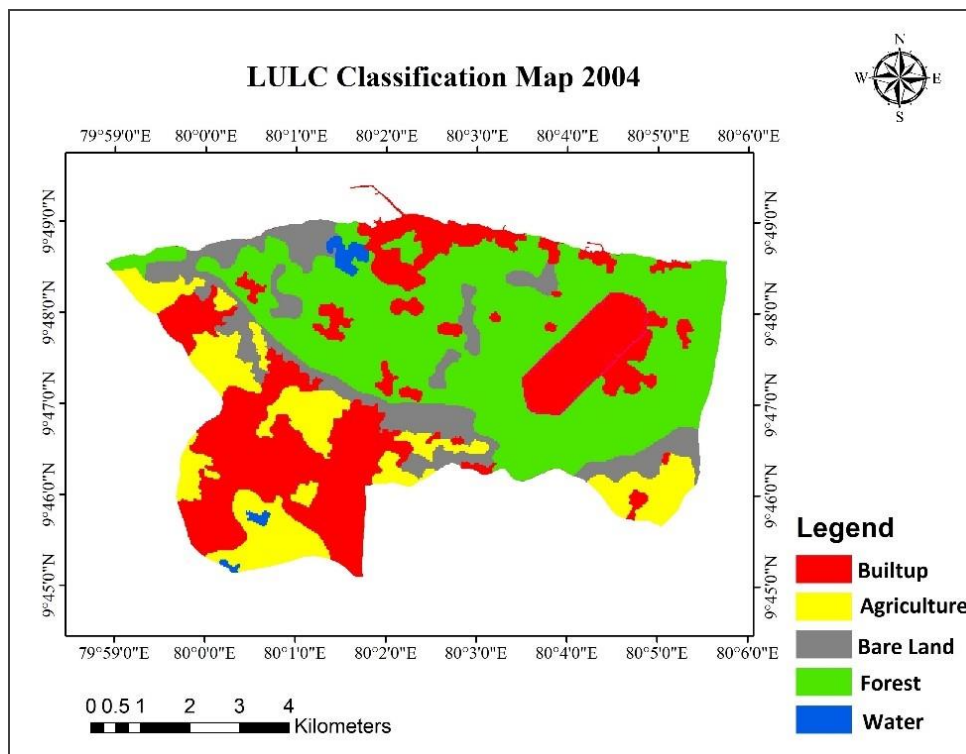 LULC Classification Map 2004
N
W E
S
79°59'0"E 80°0'0"E 80°1'0"E 80°2'0"E 80°3'0"E 80°4'0"E 80°5'0"E 80°6'0"E
9°49'0"N 9°49'0"N
9°48'0"N 9°48'0"N
9°47'0"N 9°47'0"N
9°46'0"N 9°46'0"N
9°45'0"N 9°45'0"N
79°59'0"E 80°0'0"E 80°1'0"E 80°2'0"E 80°3'0"E 80°4'0"E 80°5'0"E 80°6'0"E
Legend
Builtup
Agriculture
Bare Land
Forest
Water
0 0.5 1 2 3 4
Kilometers